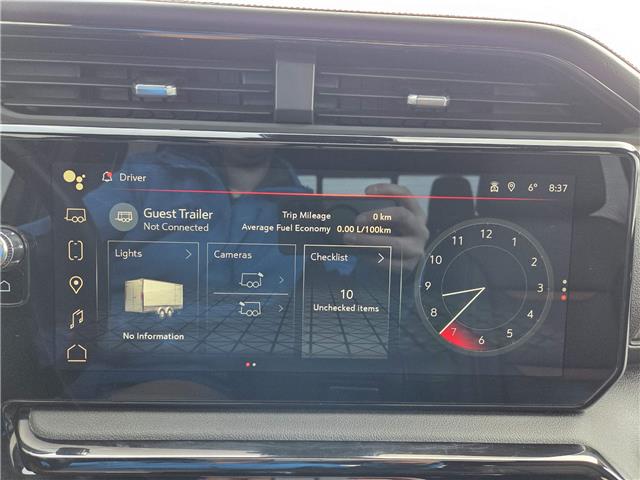 Driver
6° 8:37
Guest Trailer
Not Connected
Trip Mileage 0 km
Average Fuel Economy 0.00 L/100km
Lights >
Cameras
Checklist >
No Information
10
Unchecked items
12
11 1
10 2
9 3
8 4
7 5
6